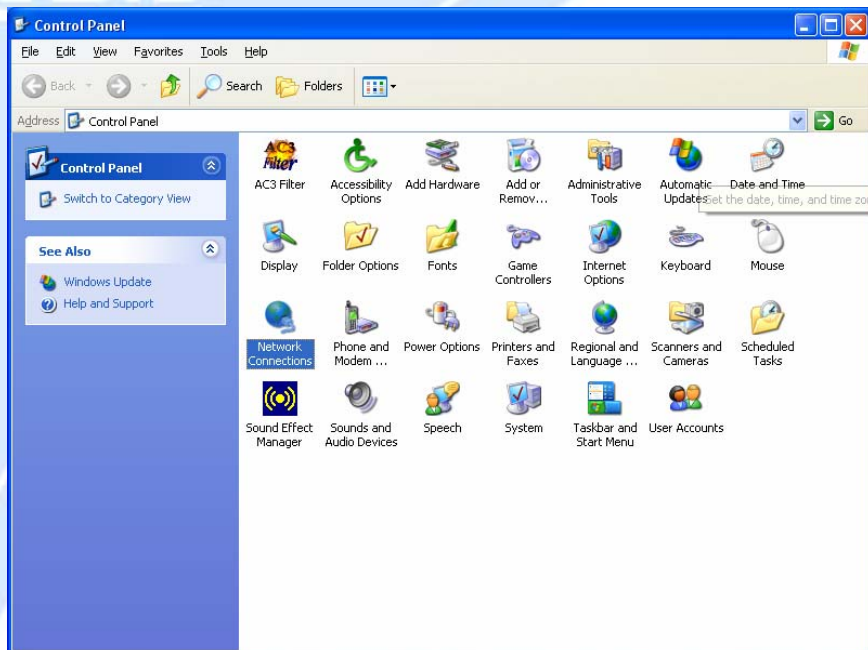 Control Panel
File Edit View Favorites Tools Help
Back Search Folders
Address Control Panel Go
Control Panel
Switch to Category View
See Also
Windows Update
Help and Support
AC3 Filter
Accessibility
Options
Add Hardware
Add or
Remov...
Administrative
Tools
Automatic
Updates
Date and Time
Set the date, time, and time zo
Display
Folder Options
Fonts
Game
Controllers
Internet
Options
Keyboard
Mouse
Network
Connections
Phone and
Modem ...
Power Options
Printers and
Faxes
Regional and
Language ...
Scanners and
Cameras
Scheduled
Tasks
Sound Effect
Manager
Sounds and
Audio Devices
Speech
System
Taskbar and
Start Menu
User Accounts